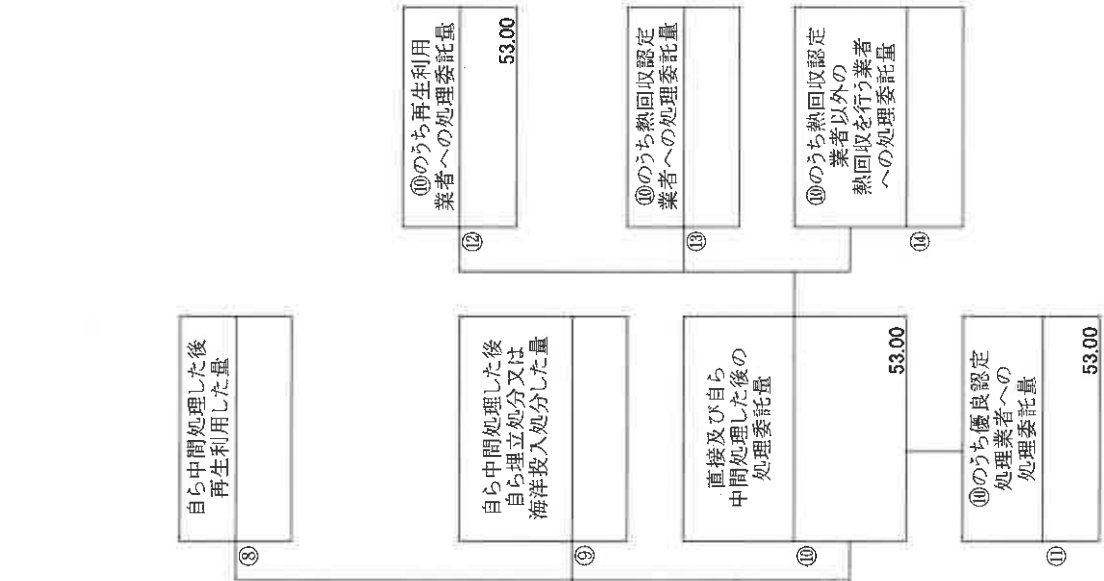 ⑧
自ら中間処理した後
再生利用した量
⑨
自ら中間処理した後
自ら埋立処分又は
海洋投入処分した量
⑩
直接及び自ら
中間処理した後の
処理委託量
53.00
⑪
⑩のうち優良認定
処理業者への
処理委託量
53.00
⑫
⑩のうち再生利用
業者への処理委託量
53.00
⑬
⑩のうち熱回収認定
業者への処理委託量
⑭
⑩のうち熱回収認定
業者以外の
熱回収を行う業者
への処理委託量